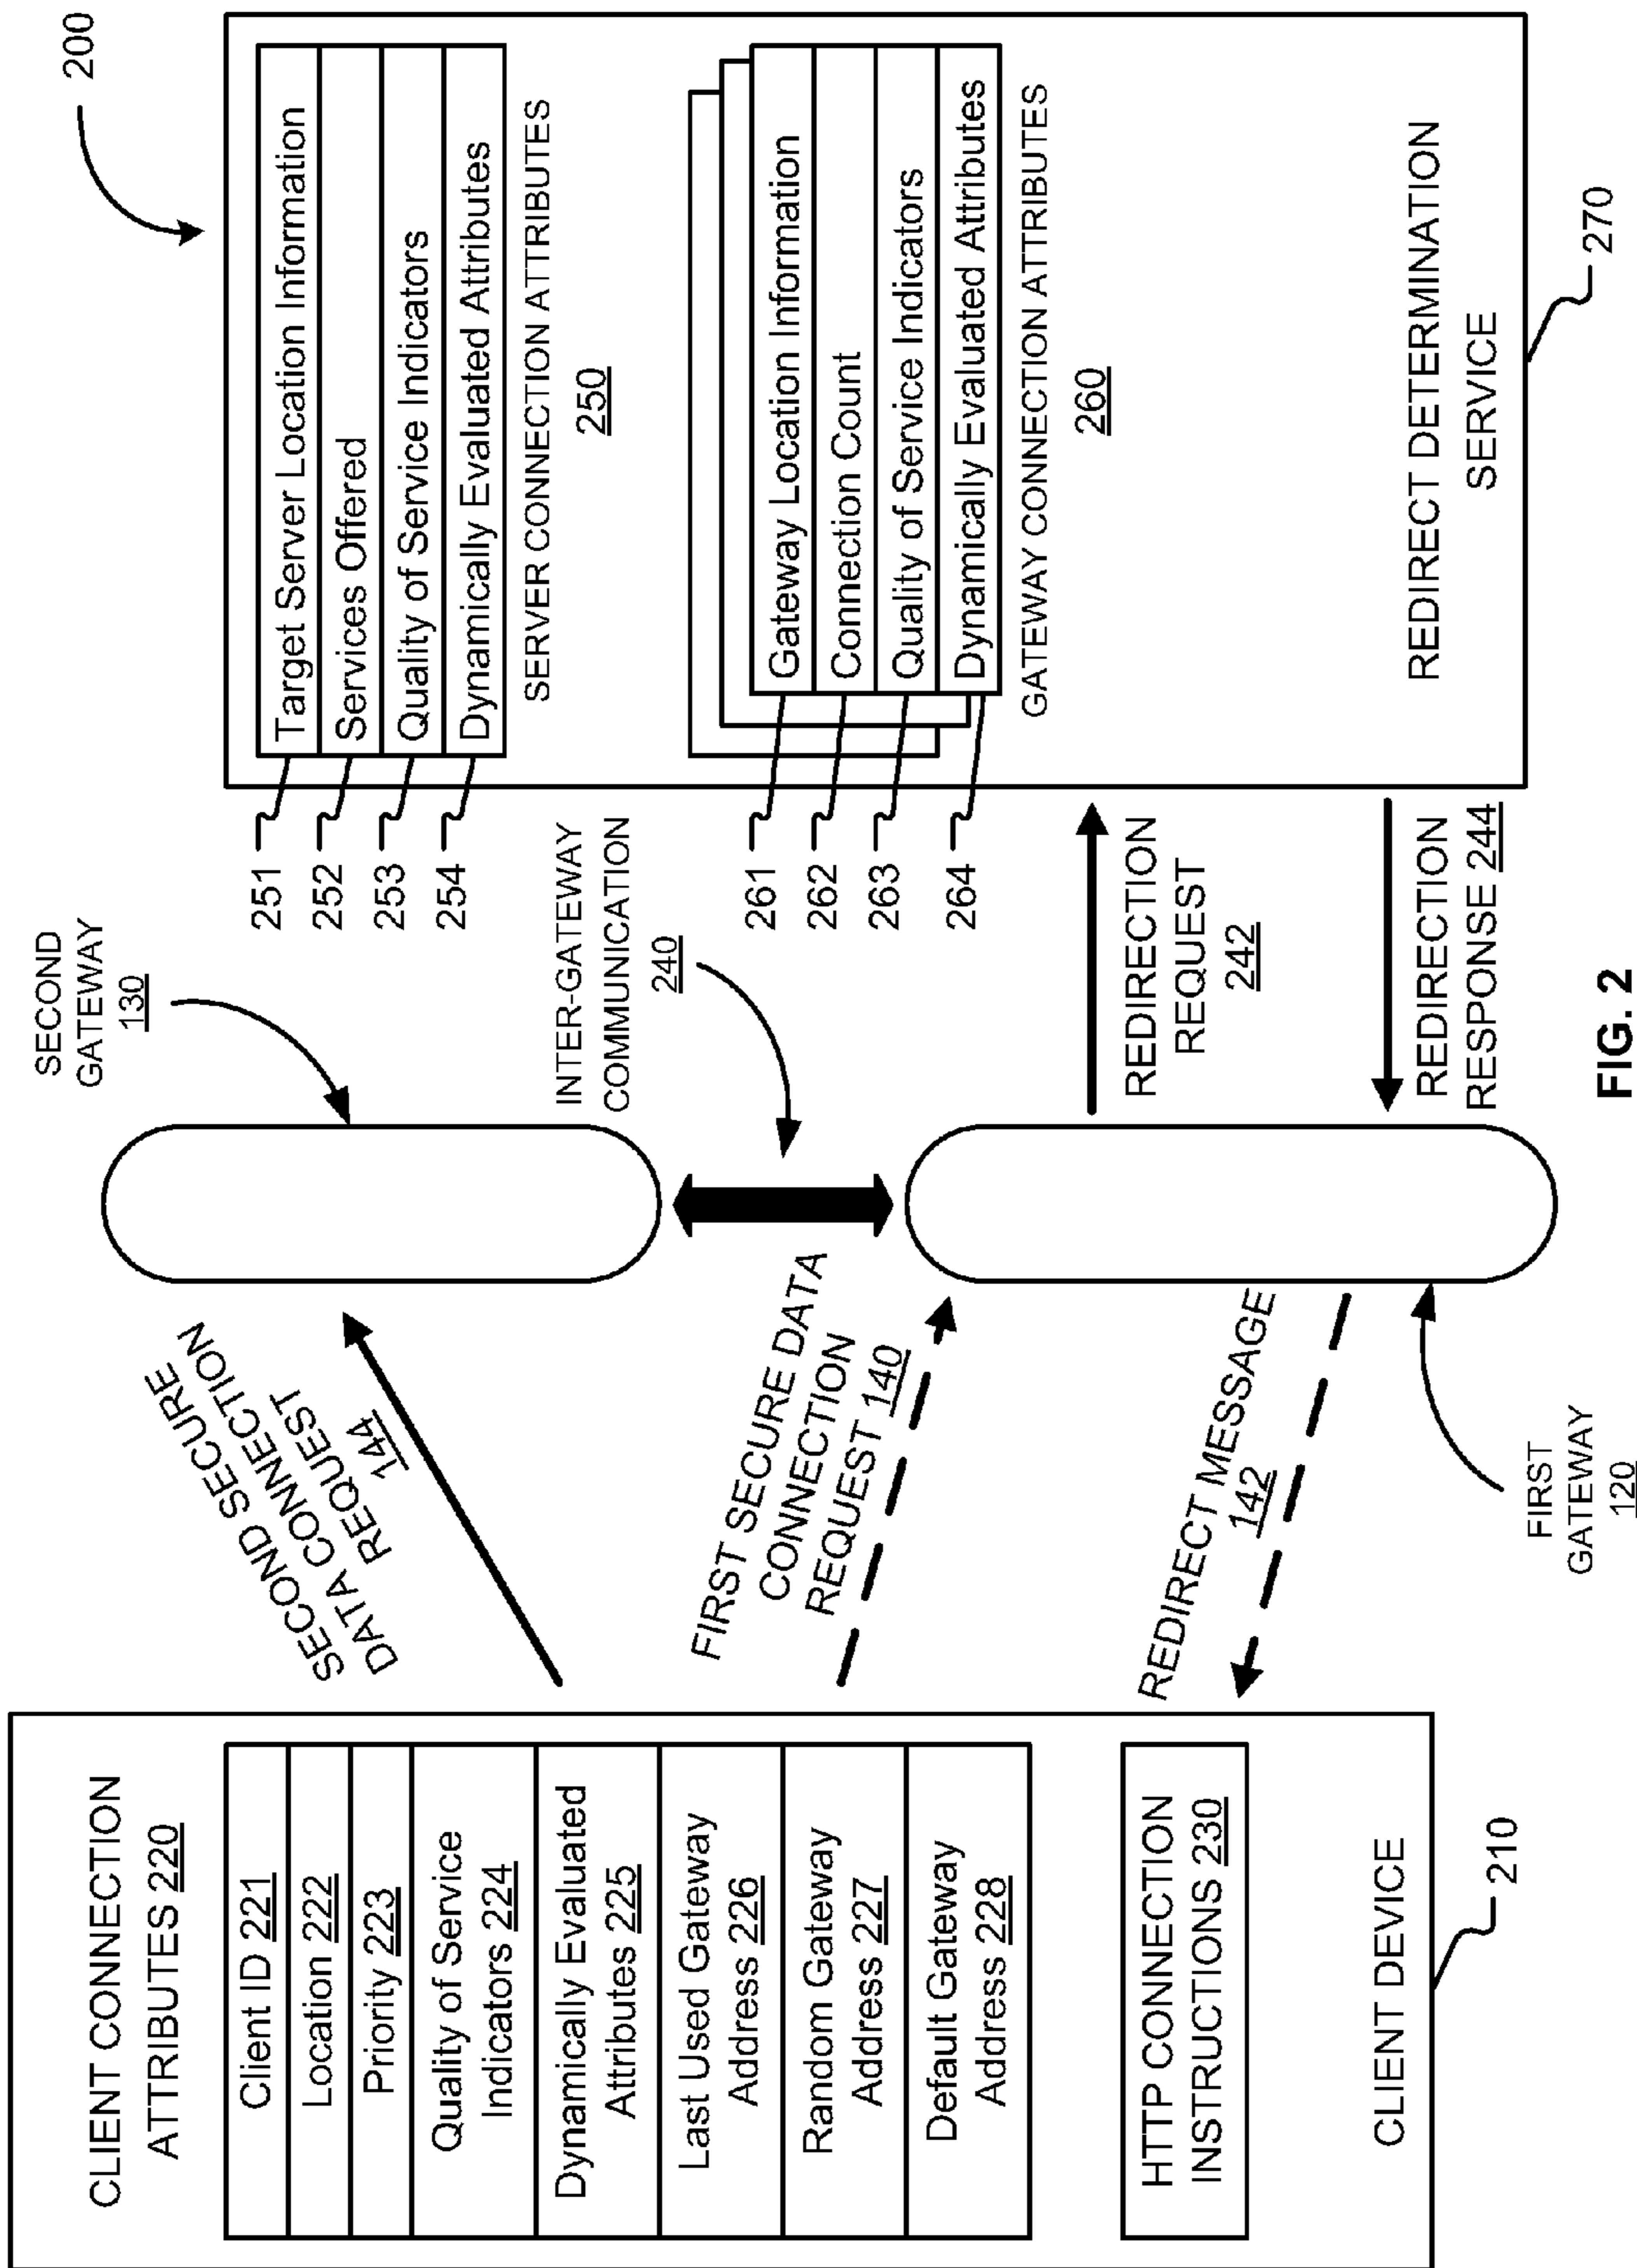 200
CLIENT CONNECTION
ATTRIBUTES 220
Client ID 221
Location 222
Priority 223
Quality of Service
Indicators 224
Dynamically Evaluated
Attributes 225
Last Used Gateway
Address 226
Random Gateway
Address 227
Default Gateway
Address 228
HTTP CONNECTION
INSTRUCTIONS 230
CLIENT DEVICE
210
SECOND SECURE
DATA CONNECTION
REQUEST
144
FIRST SECURE DATA
CONNECTION
REQUEST 140
REDIRECT MESSAGE
142
FIRST
GATEWAY
120
SECOND
GATEWAY
130
INTER-GATEWAY
COMMUNICATION
240
REDIRECTION
REQUEST
242
REDIRECTION
RESPONSE 244
251
Target Server Location Information
252
Services Offered
253
Quality of Service Indicators
254
Dynamically Evaluated Attributes
SERVER CONNECTION ATTRIBUTES
250
261
Gateway Location Information
262
Connection Count
263
Quality of Service Indicators
264
Dynamically Evaluated Attributes
GATEWAY CONNECTION ATTRIBUTES
260
REDIRECT DETERMINATION
SERVICE
270
FIG. 2